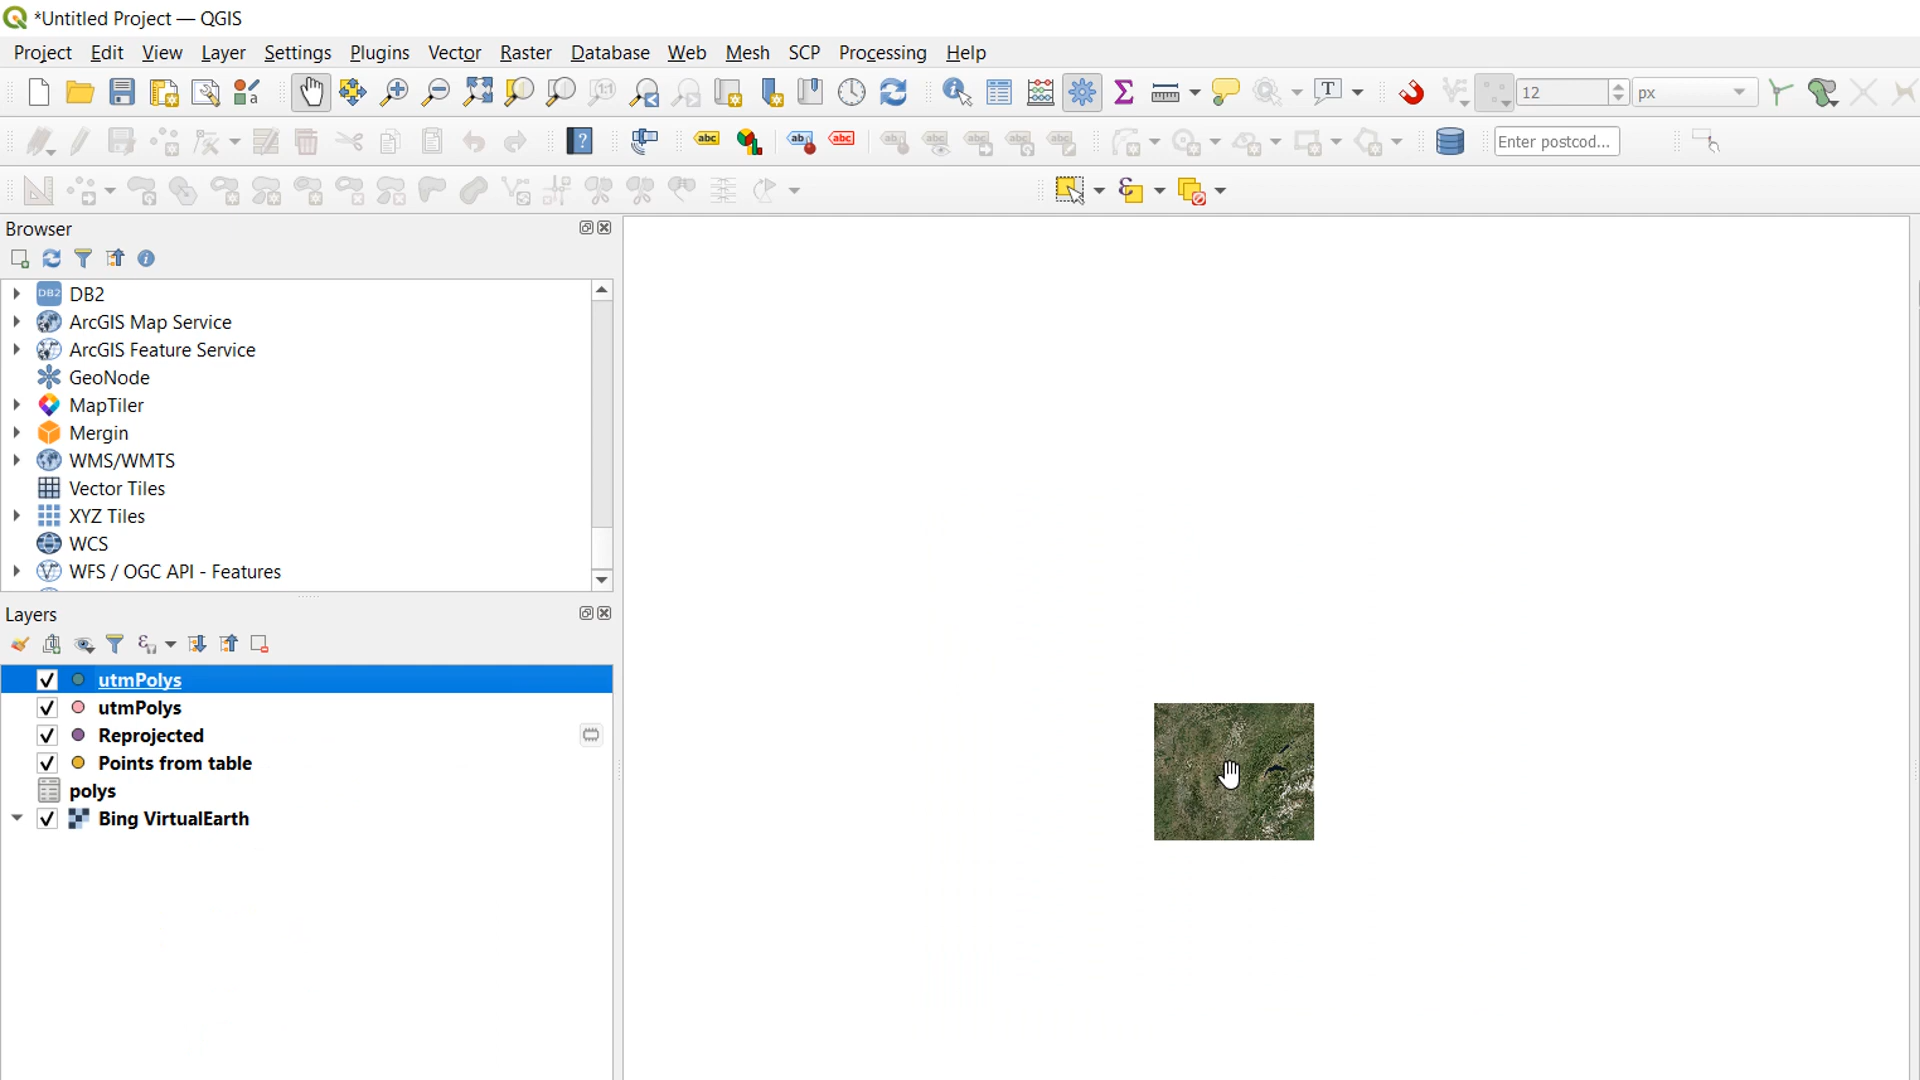 *Untitled Project — QGIS
Project Edit View Layer Settings Plugins Vector Raster Database Web Mesh SCP Processing Help
12 px
Enter postcod...
Browser
DB2
ArcGIS Map Service
ArcGIS Feature Service
GeoNode
MapTiler
Mergin
WMS/WMTS
Vector Tiles
XYZ Tiles
WCS
WFS / OGC API - Features
Layers
utmPolys
utmPolys
Reprojected
Points from table
polys
Bing VirtualEarth